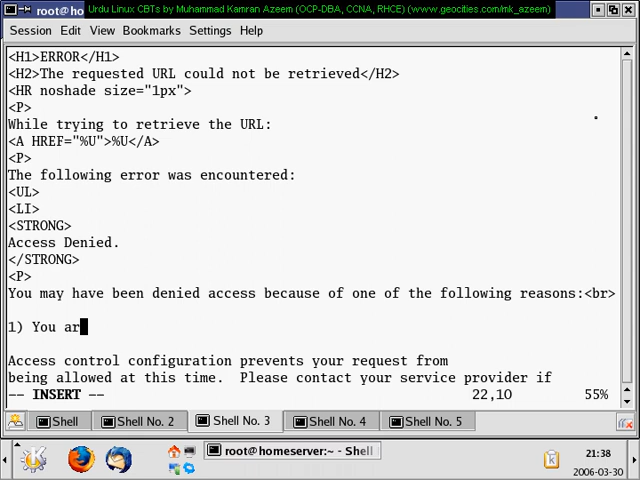 root@ho
Urdu Linux CBTs by Muhammad Kamran Azeem (OCP-DBA, CCNA, RHCE) (www.geocities.com/mk_azeem)
Session Edit View Bookmarks Settings Help
<H1>ERROR</H1>
<H2>The requested URL could not be retrieved</H2>
<HR noshade size="1px">
<P>
While trying to retrieve the URL:
<A HREF="%U">%U</A>
<P>
The following error was encountered:
<UL>
<LI>
<STRONG>
Access Denied.
</STRONG>
<P>
You may have been denied access because of one of the following reasons:<br>
1) You ar
Access control configuration prevents your request from
being allowed at this time.  Please contact your service provider if
-- INSERT -- 22,10 55%
Shell Shell No. 2 Shell No. 3 Shell No. 4 Shell No. 5
root@homeserver:~ - Shell
21:38
2006-03-30